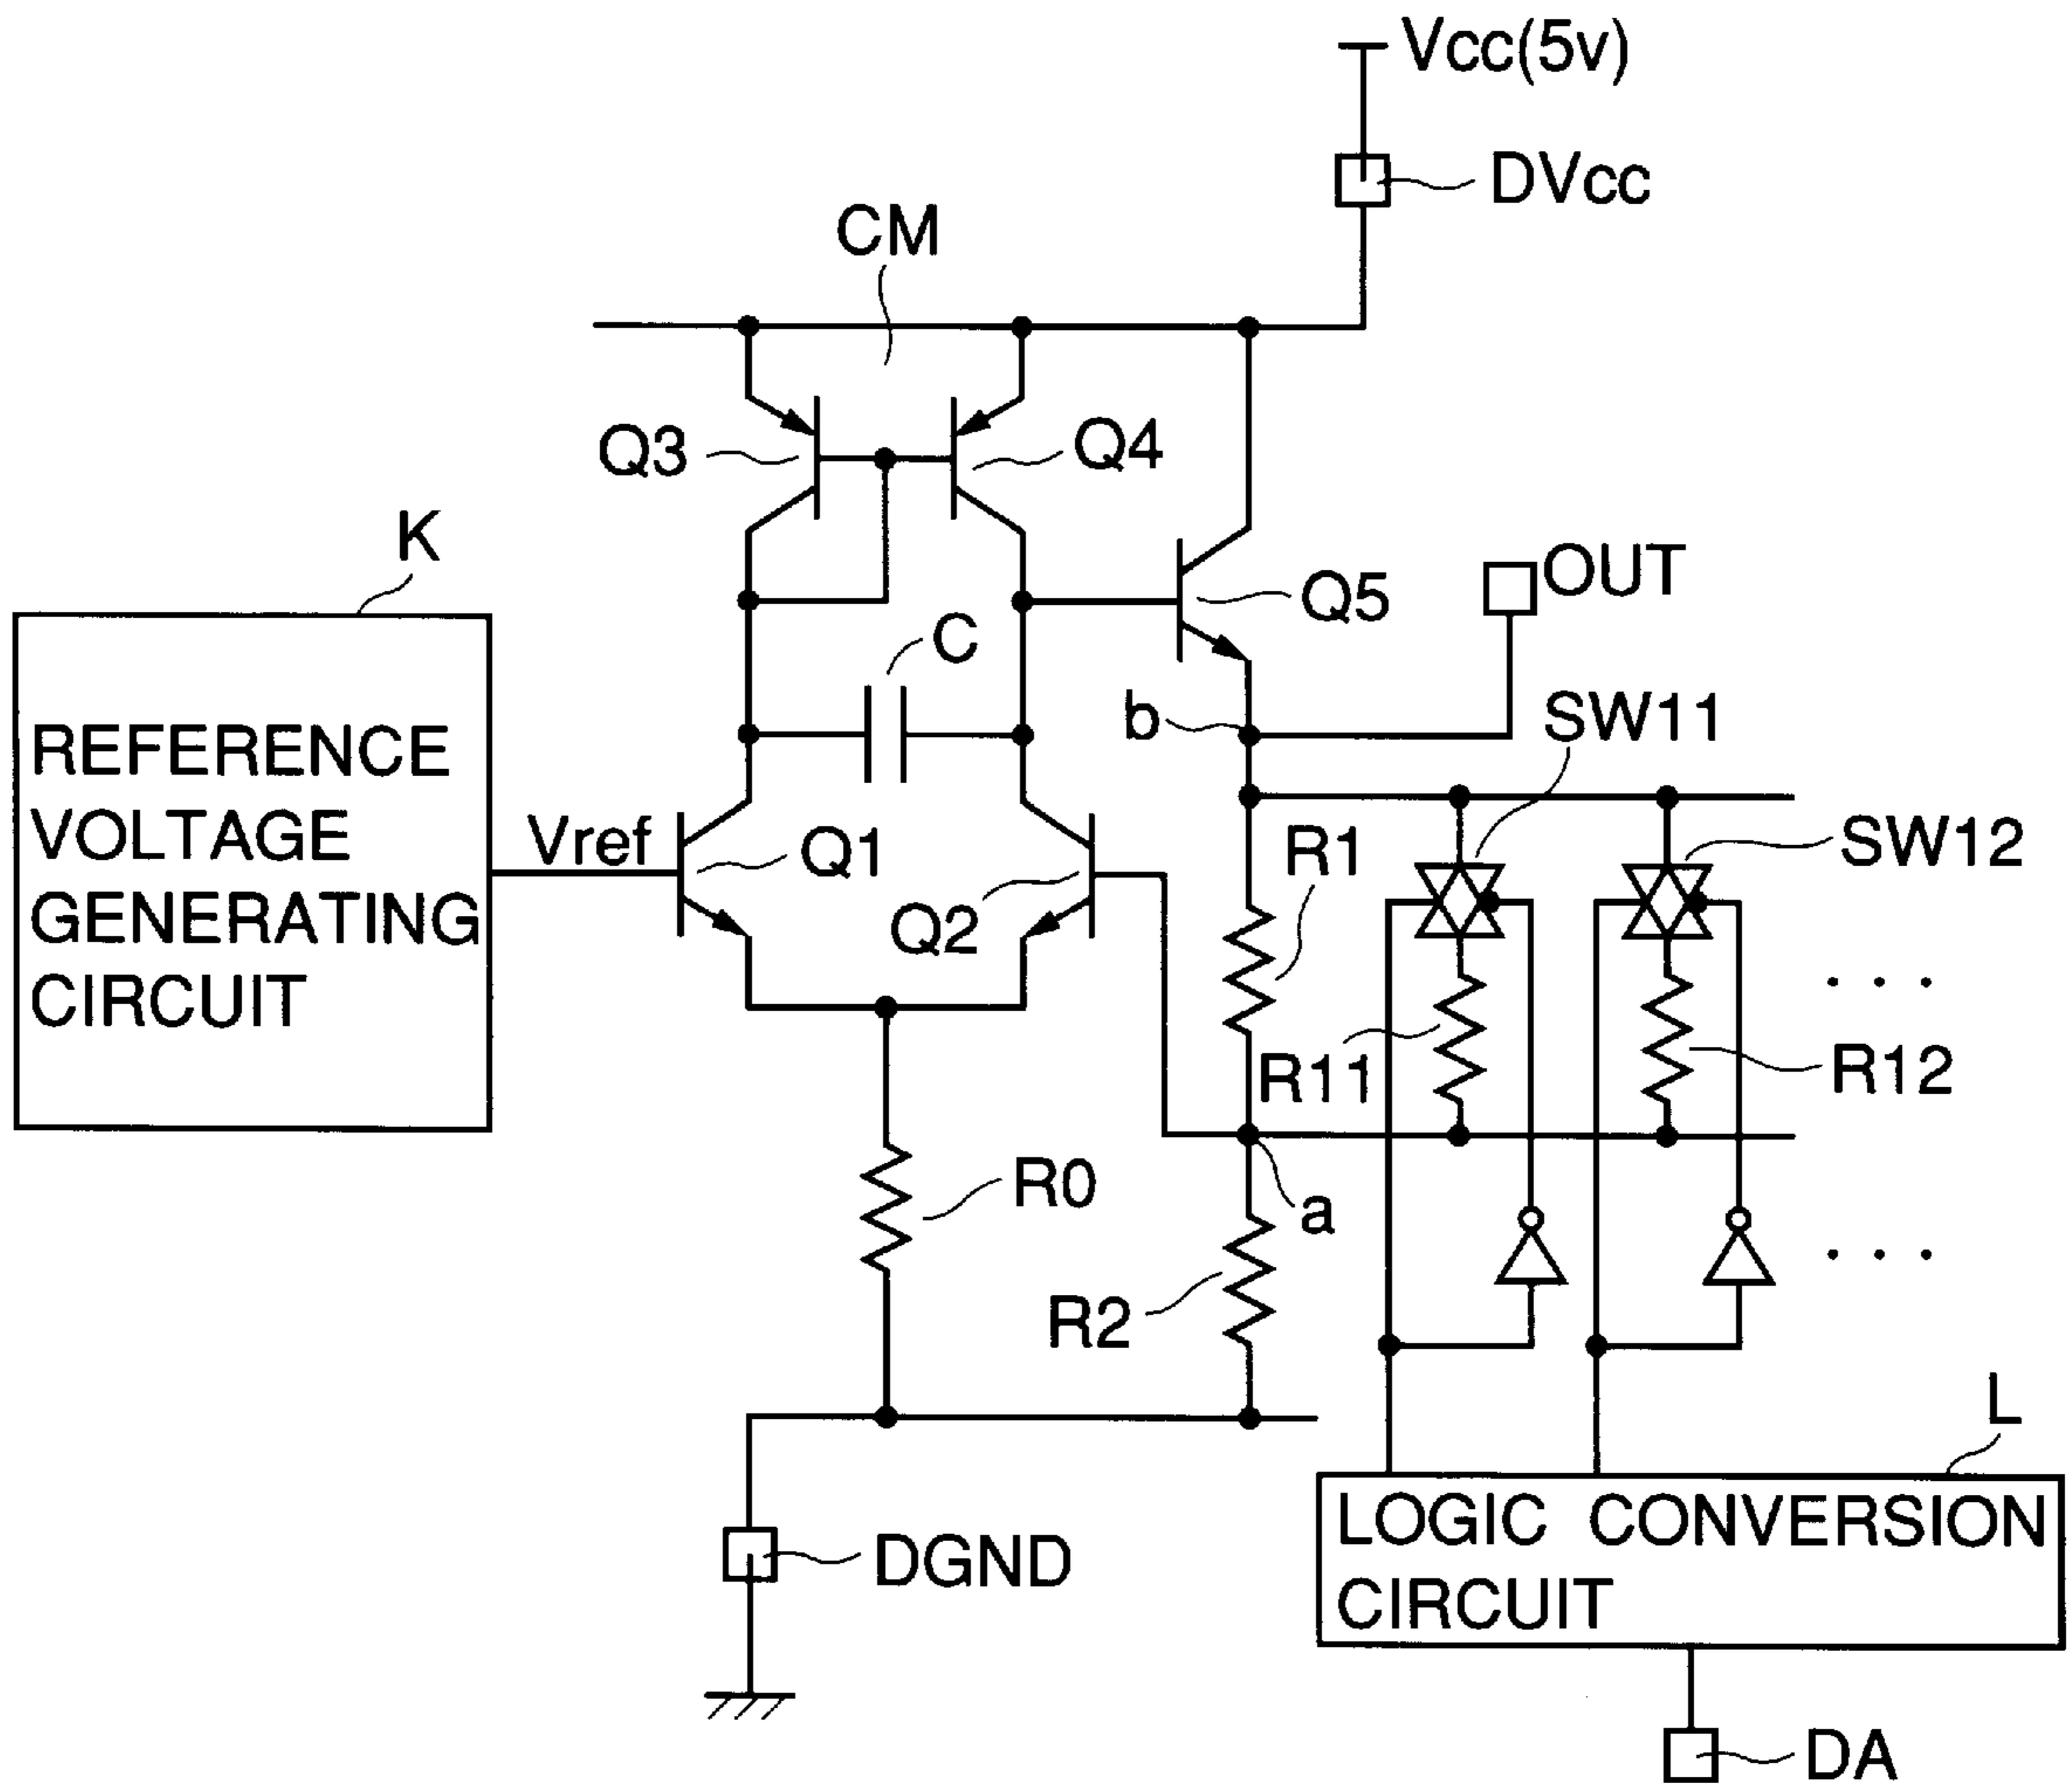 Vcc(5v)
DVcc
CM
Q3
Q4
K
Q5
OUT
C
b
SW11
REFERENCE
VOLTAGE
GENERATING
CIRCUIT
Vref
Q1
Q2
R1
SW12
R11
R12
. . .
R0
a
R2
. . .
L
LOGIC CONVERSION
CIRCUIT
DGND
DA